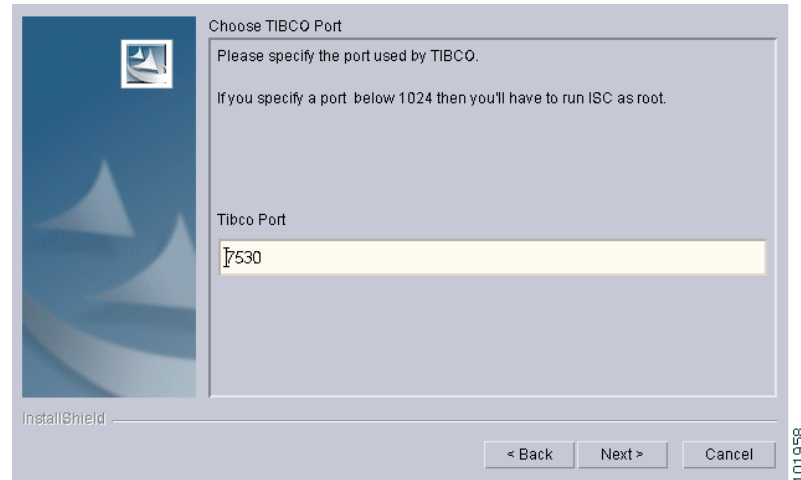 Choose TIBCO Port
Please specify the port used by TIBCO.
If you specify a port below 1024 then you'll have to run ISC as root.
Tibco Port
7530
InstallShield
< Back
Next >
Cancel
101958